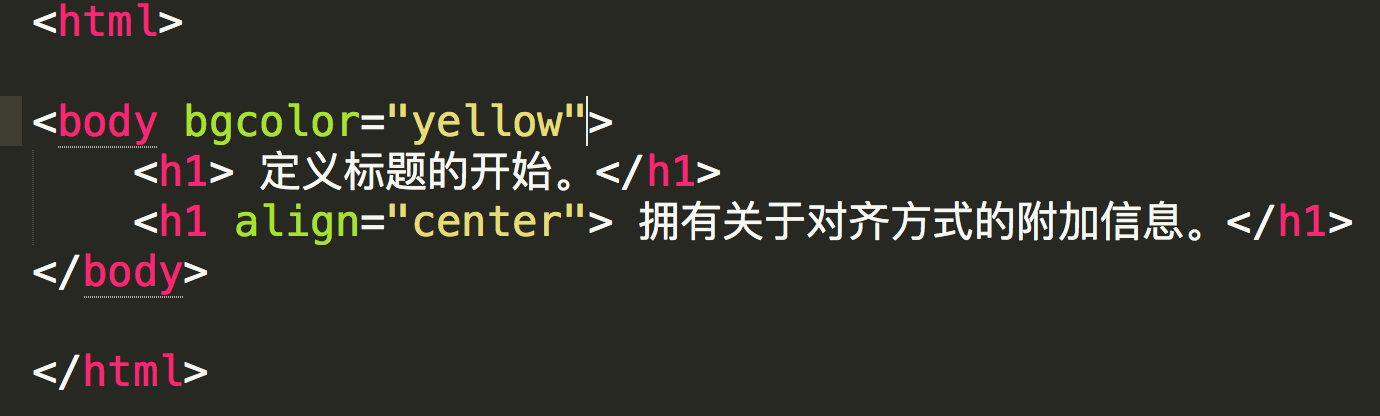 <html>
<body bgcolor="yellow">
<h1> 定义标题的开始。</h1>
<h1 align="center"> 拥有关于对齐方式的附加信息。</h1>
</body>
</html>